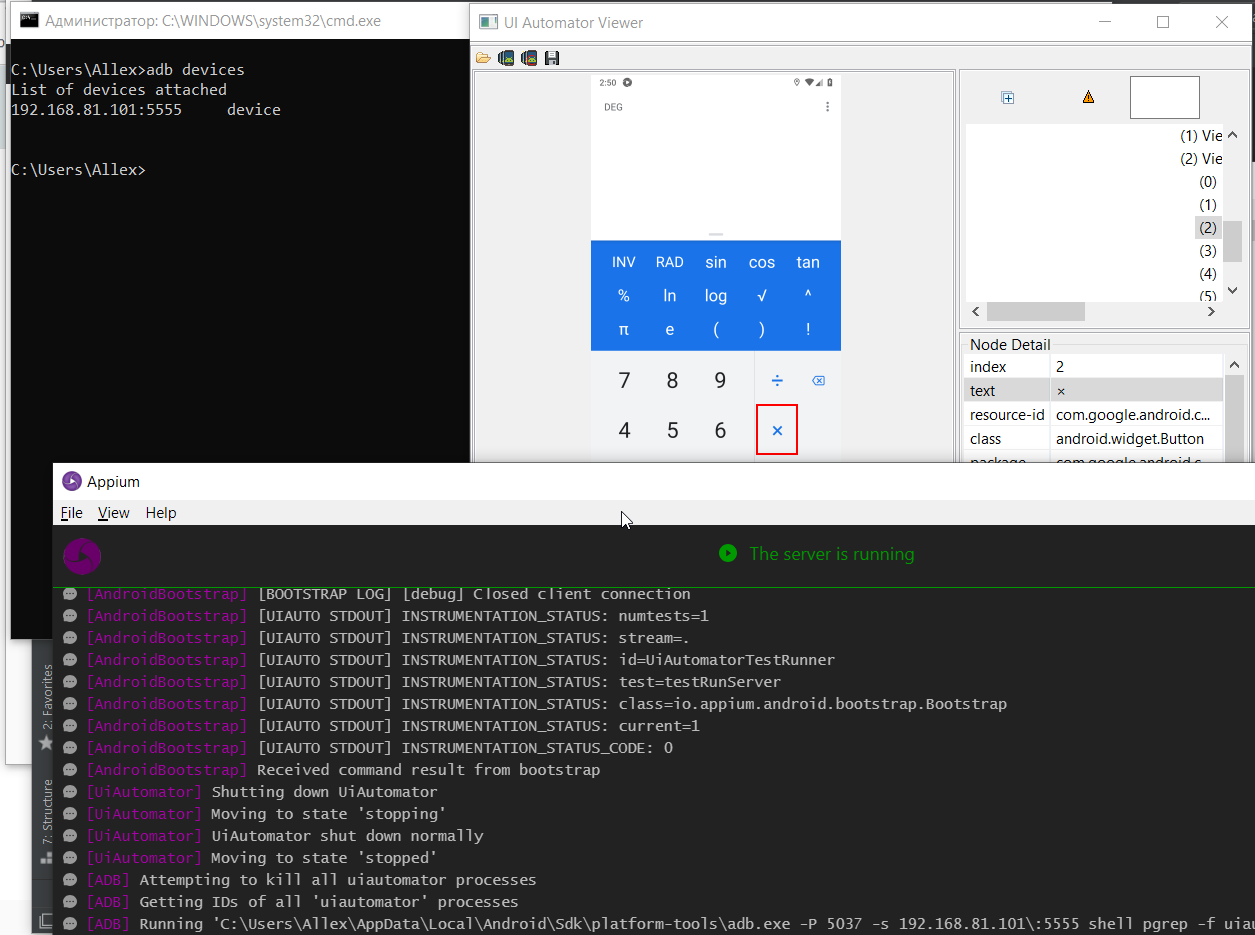 Администратор: C:\WINDOWS\system32\cmd.exe
C:\Users\Allex>adb devices
List of devices attached
192.168.81.101:5555 device
C:\Users\Allex>
UI Automator Viewer
2:50
DEG
INV RAD sin cos tan
% ln log √ ^
π e ( ) !
7 8 9 ÷
4 5 6 ×
(1) Vie
(2) Vie
(0)
(1)
(2)
(3)
(4)
(5)
Node Detail
index 2
text ×
resource-id com.google.android.c...
class android.widget.Button
package com.google.android.c...
Appium
File View Help
The server is running
[AndroidBootstrap] [BOOTSTRAP LOG] [debug] Closed client connection
[AndroidBootstrap] [UIAUTO STDOUT] INSTRUMENTATION_STATUS: numtests=1
[AndroidBootstrap] [UIAUTO STDOUT] INSTRUMENTATION_STATUS: stream=.
[AndroidBootstrap] [UIAUTO STDOUT] INSTRUMENTATION_STATUS: id=UiAutomatorTestRunner
[AndroidBootstrap] [UIAUTO STDOUT] INSTRUMENTATION_STATUS: test=testRunServer
[AndroidBootstrap] [UIAUTO STDOUT] INSTRUMENTATION_STATUS: class=io.appium.android.bootstrap.Bootstrap
[AndroidBootstrap] [UIAUTO STDOUT] INSTRUMENTATION_STATUS: current=1
[AndroidBootstrap] [UIAUTO STDOUT] INSTRUMENTATION_STATUS_CODE: 0
[AndroidBootstrap] Received command result from bootstrap
[UiAutomator] Shutting down UiAutomator
[UiAutomator] Moving to state 'stopping'
[UiAutomator] UiAutomator shut down normally
[UiAutomator] Moving to state 'stopped'
[ADB] Attempting to kill all uiautomator processes
[ADB] Getting IDs of all 'uiautomator' processes
[ADB] Running 'C:\Users\Allex\AppData\Local\Android\Sdk\platform-tools\adb.exe -P 5037 -s 192.168.81.101\:5555 shell pgrep -f uiau
2: Favorites
7: Structure